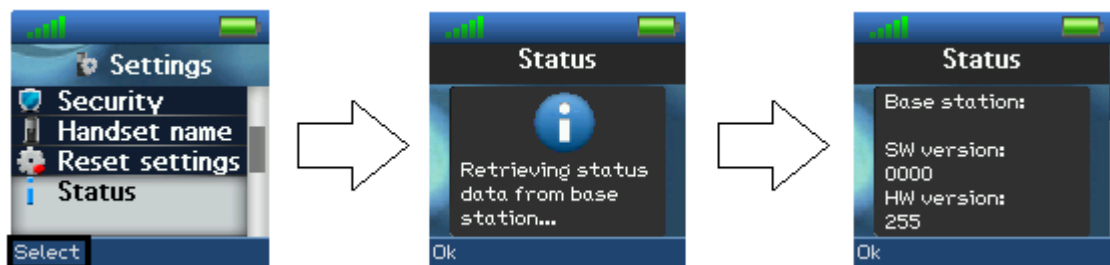 Settings
Security
Handset name
Reset settings
Status
Select
Status
Retrieving status
data from base
station...
Ok
Status
Base station:
SW version:
0000
HW version:
255
Ok